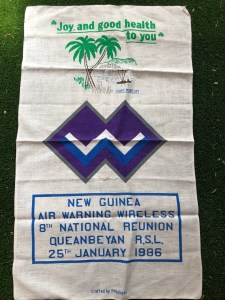 "Joy and good health
to you"
NEW GUINEA
AIR WARNING WIRELESS
8TH NATIONAL REUNION
QUEANBEYAN R.S.L.
25TH JANUARY 1986